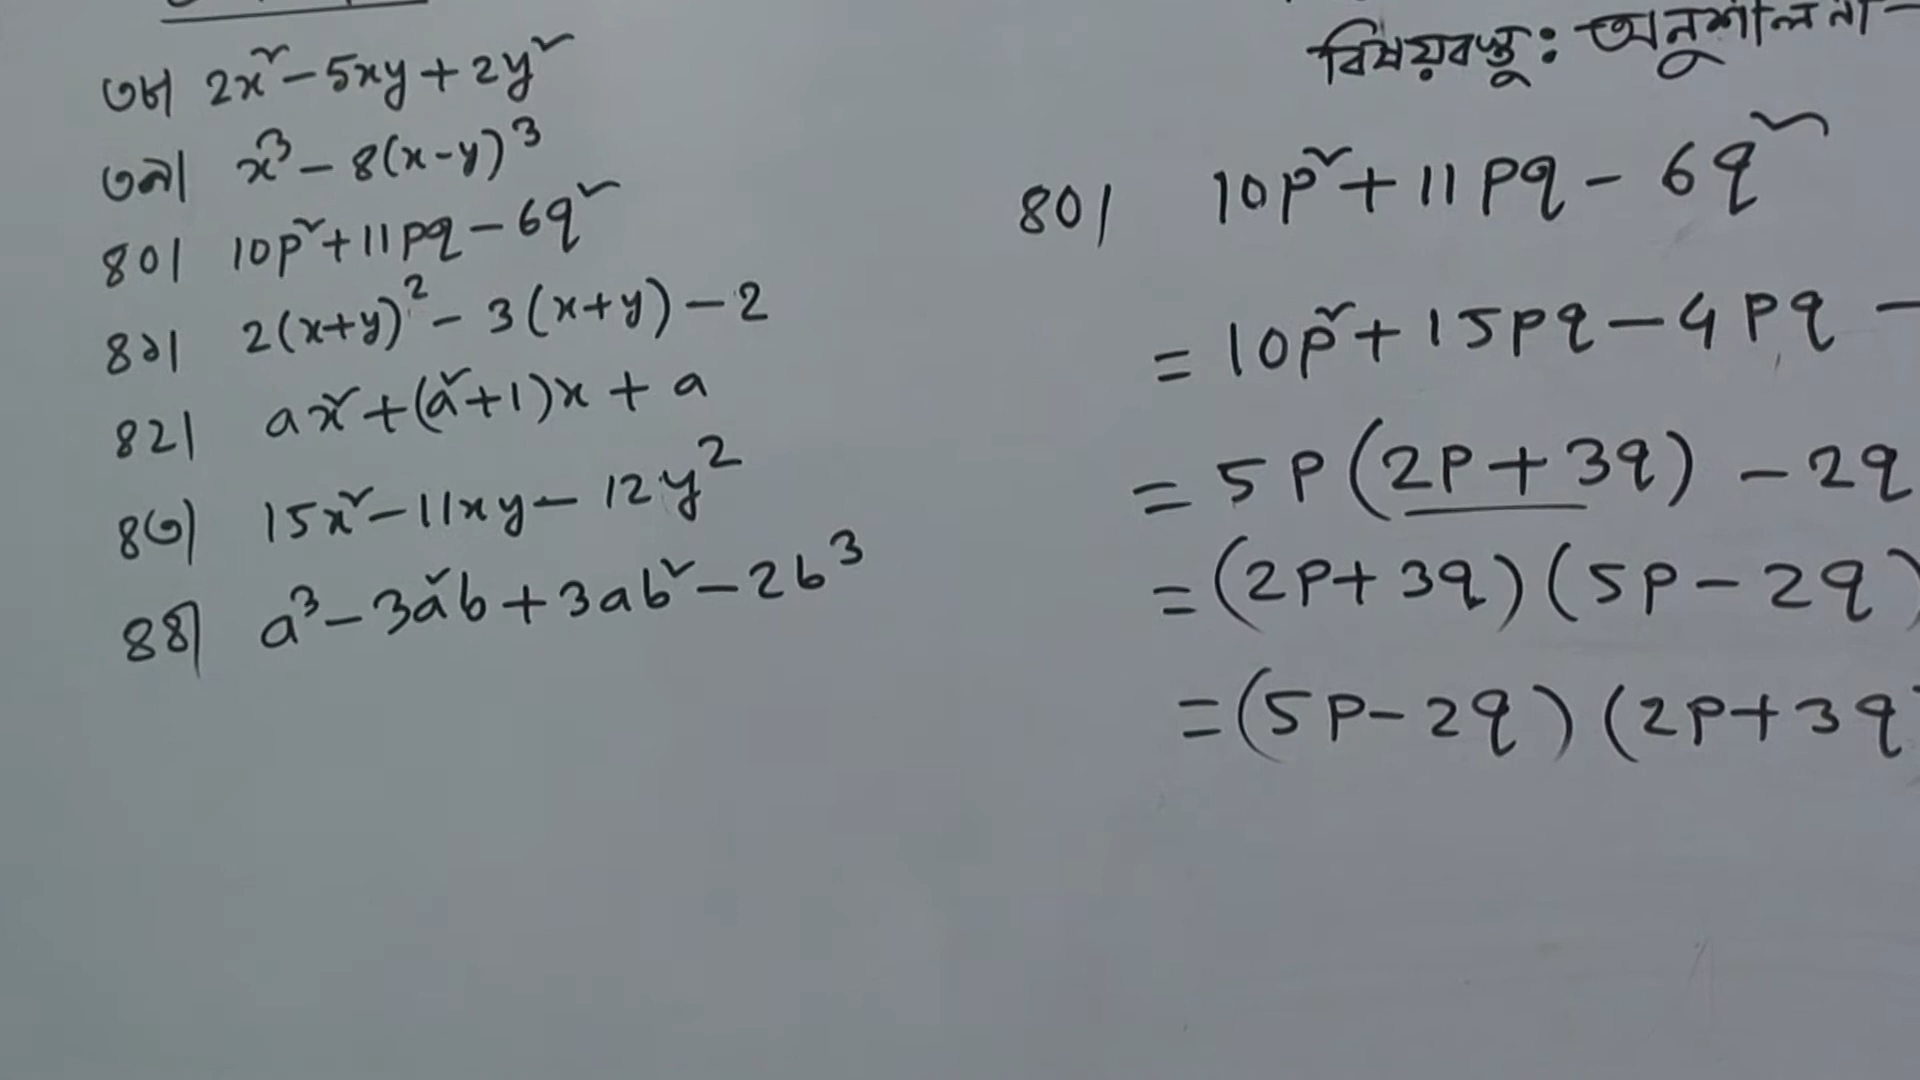 ৩৮। 2x² - 5xy + 2y²
৩৯। x³ - 8(x-y)³
৪০। 10p² + 11pq - 6q²
৪১। 2(x+y)² - 3(x+y) - 2
৪২। ax² + (a²+1)x + a
৪৩। 15x² - 11xy - 12y²
৪৪। a³ - 3a²b + 3ab² - 2b³
বিষয়বস্তু: অনুশীলনী-
৪০। 10p² + 11pq - 6q²
= 10p² + 15pq - 4pq -
= 5p(2p+3q) - 2q
= (2p+3q)(5p-2q)
= (5p-2q)(2p+3q